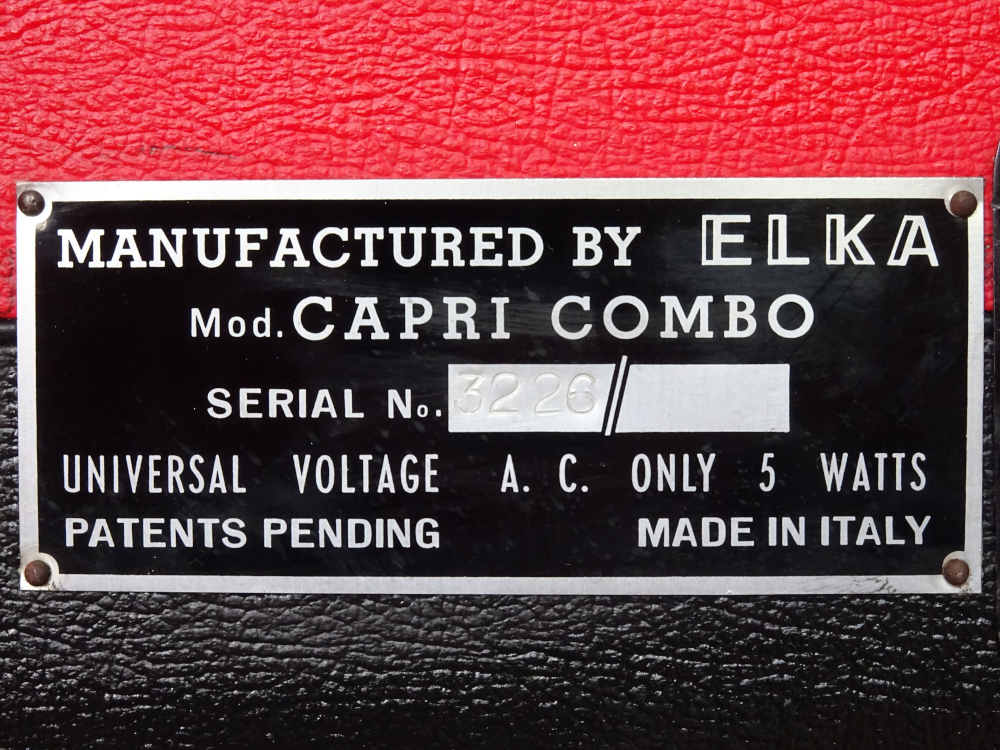 MANUFACTURED BY ELKA
Mod. CAPRI COMBO
SERIAL No. 3226 //
UNIVERSAL VOLTAGE A. C. ONLY 5 WATTS
PATENTS PENDING MADE IN ITALY